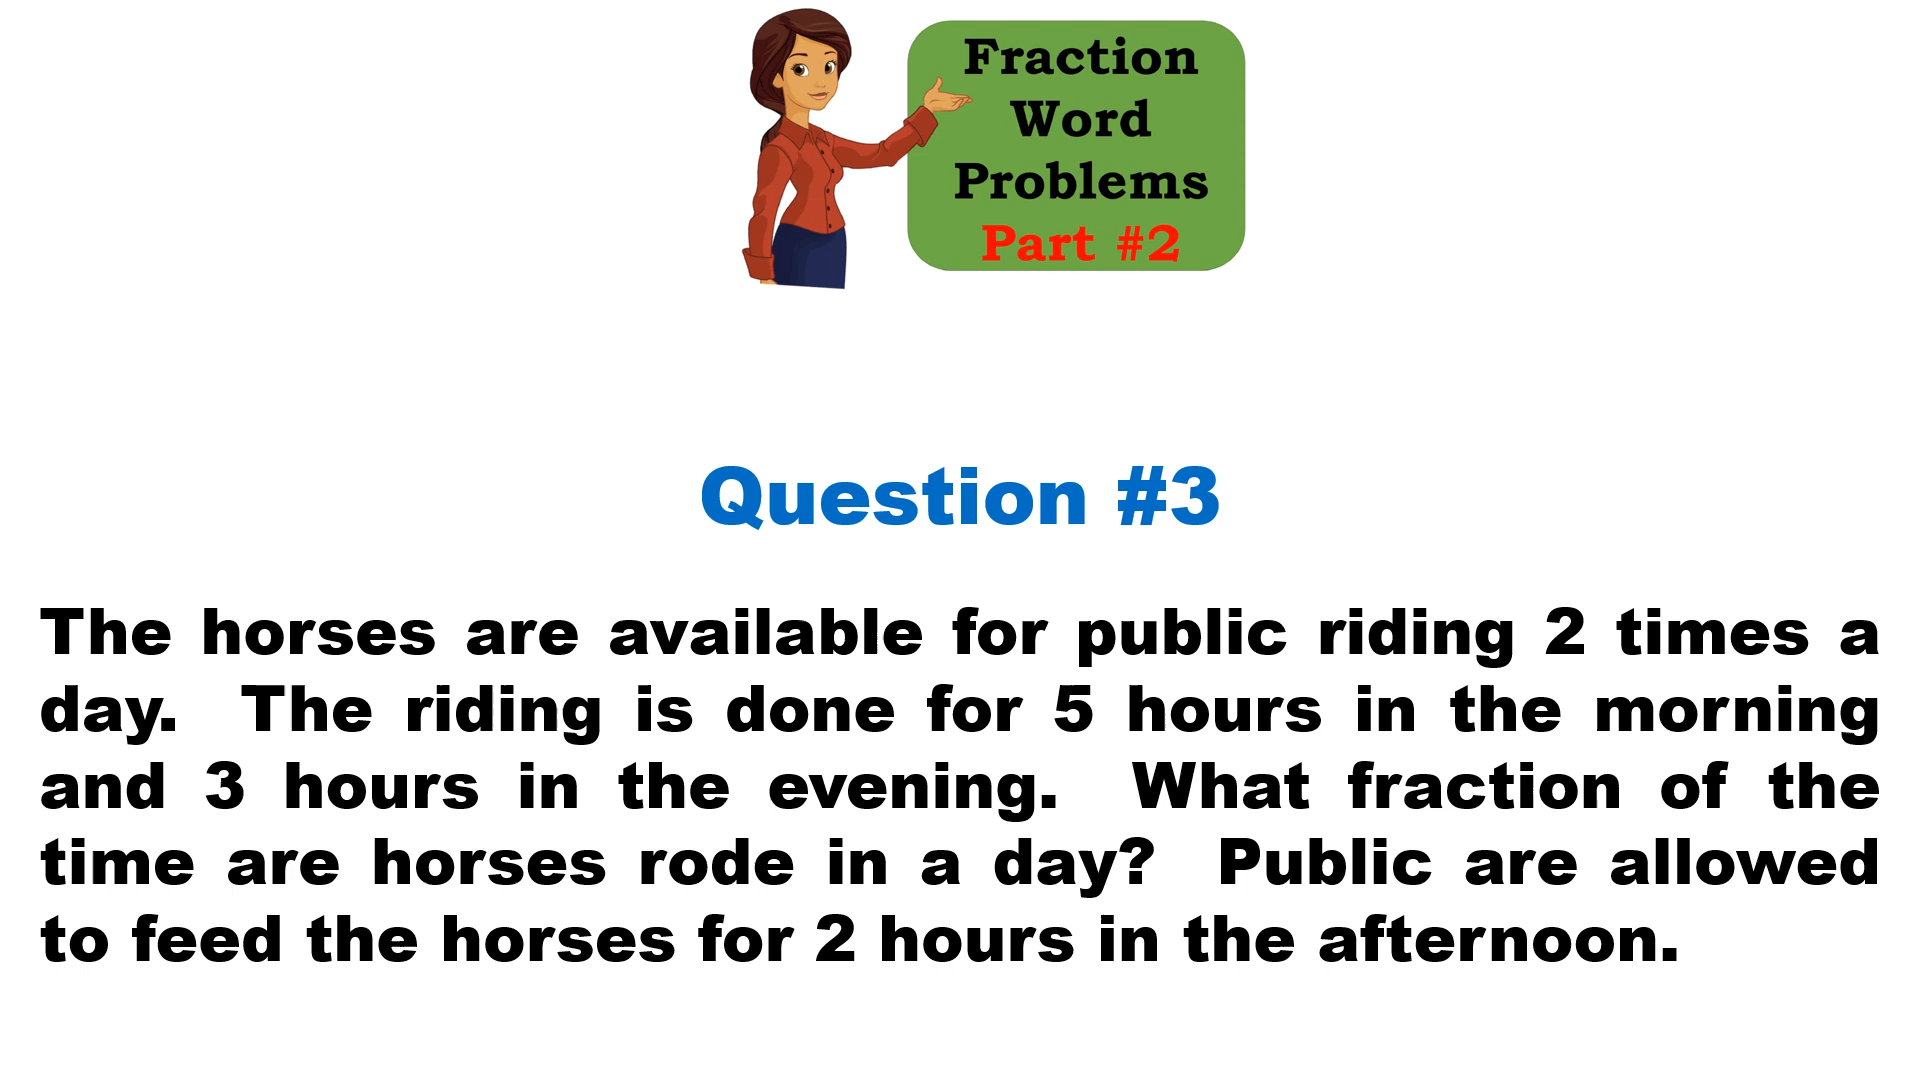 Fraction
Word
Problems
Part #2
Question #3
The horses are available for public riding 2 times a
day. The riding is done for 5 hours in the morning
and 3 hours in the evening. What fraction of the
time are horses rode in a day? Public are allowed
to feed the horses for 2 hours in the afternoon.